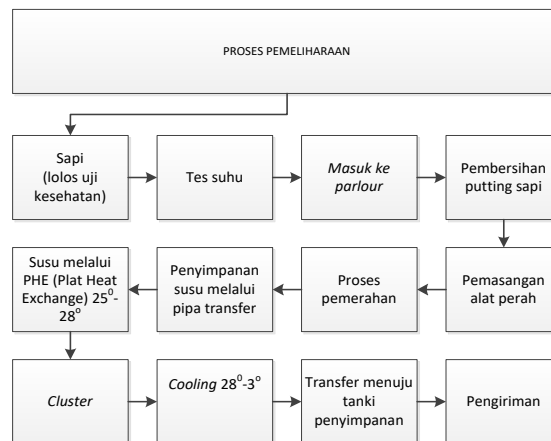 PROSES PEMELIHARAAN
Sapi
(lolos uji
kesehatan)
Tes suhu
Masuk ke
parlour
Pembersihan
putting sapi
Pemasangan
alat perah
Proses
pemerahan
Penyimpanan
susu melalui
pipa transfer
Susu melalui
PHE (Plat Heat
Exchange) 25⁰-
28°
Cluster
Cooling 28⁰-3°
Transfer menuju
tanki
penyimpanan
Pengiriman